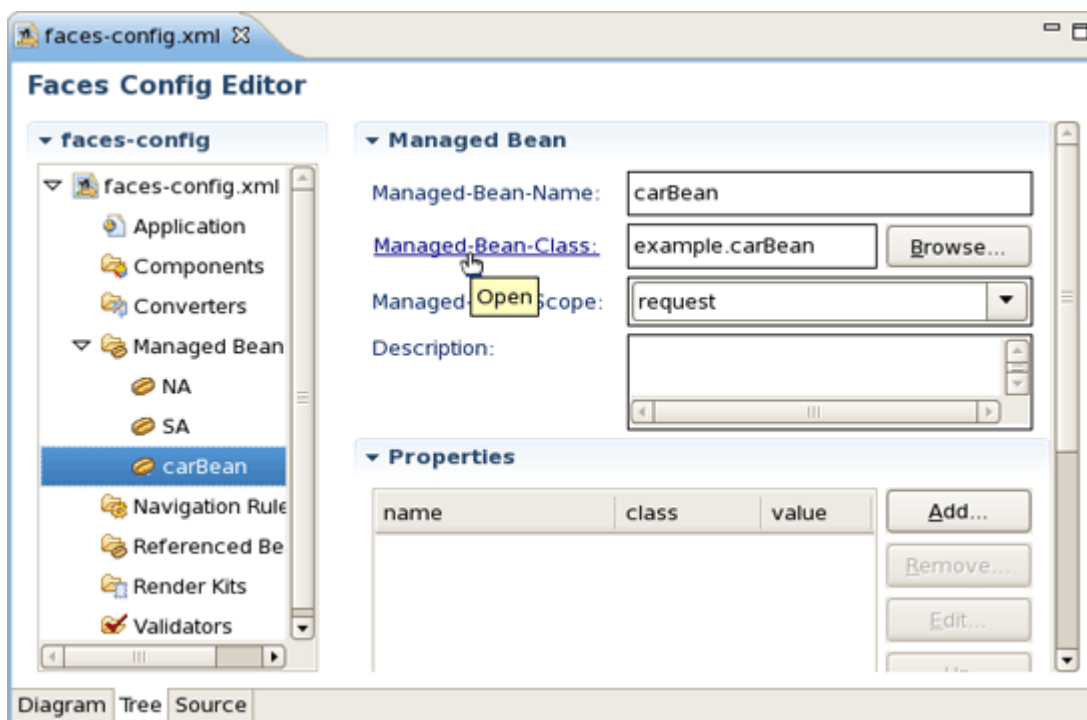 faces-config.xml
Faces Config Editor
faces-config
faces-config.xml
Application
Components
Converters
Managed Bean
NA
SA
carBean
Navigation Rule
Referenced Be
Render Kits
Validators
Managed Bean
Managed-Bean-Name: carBean
Managed-Bean-Class: example.carBean Browse...
Open
Managed- Scope: request
Description:
Properties
name class value Add...
Remove...
Edit...
Diagram Tree Source